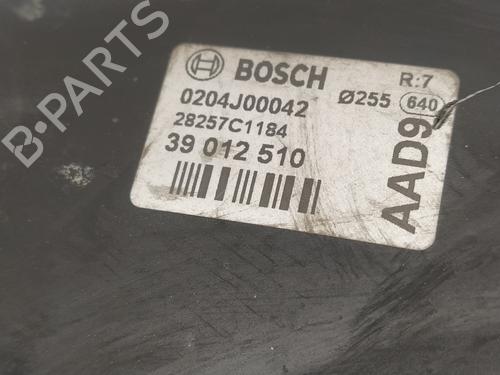 B-PARTS
BOSCH
R:7
0204J00042
Ø255
640
28257C1184
39 012 510
AAD9